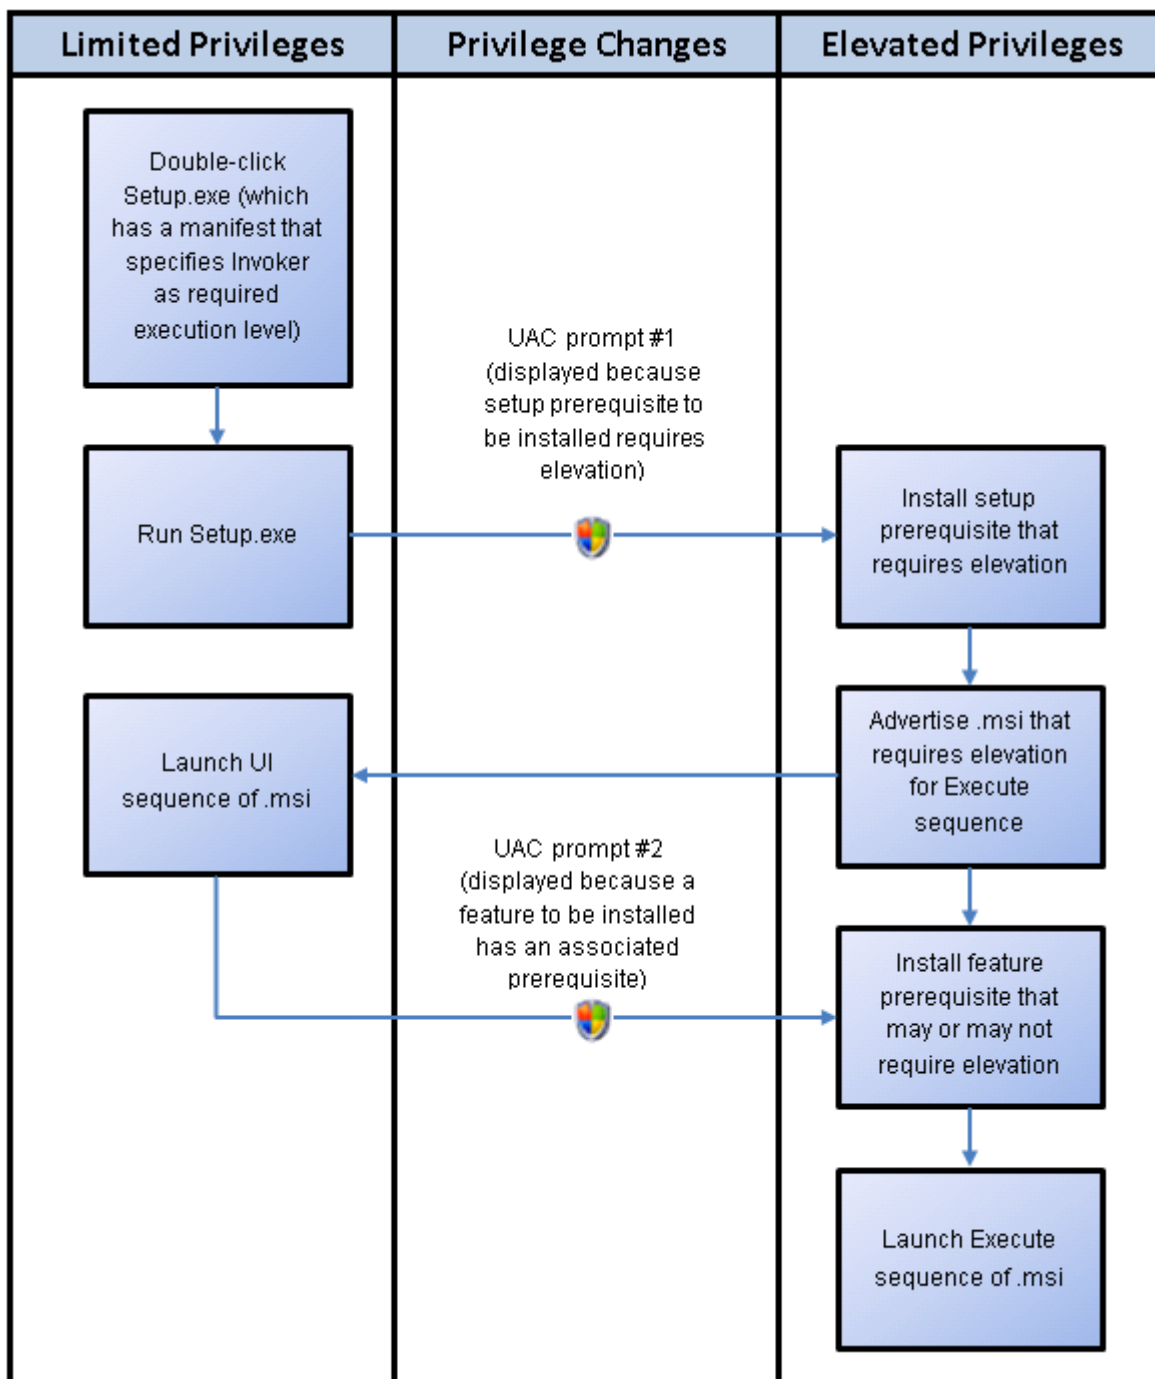 Limited Privileges
Privilege Changes
Elevated Privileges
Double-click
Setup.exe (which
has a manifest that
specifies Invoker
as required
execution level)
UAC prompt #1
(displayed because
setup prerequisite to
be installed requires
elevation)
Run Setup.exe
Install setup
prerequisite that
requires elevation
Advertise .msi that
requires elevation
for Execute
sequence
Launch UI
sequence of .msi
UAC prompt #2
(displayed because a
feature to be installed
has an associated
prerequisite)
Install feature
prerequisite that
may or may not
require elevation
Launch Execute
sequence of .msi